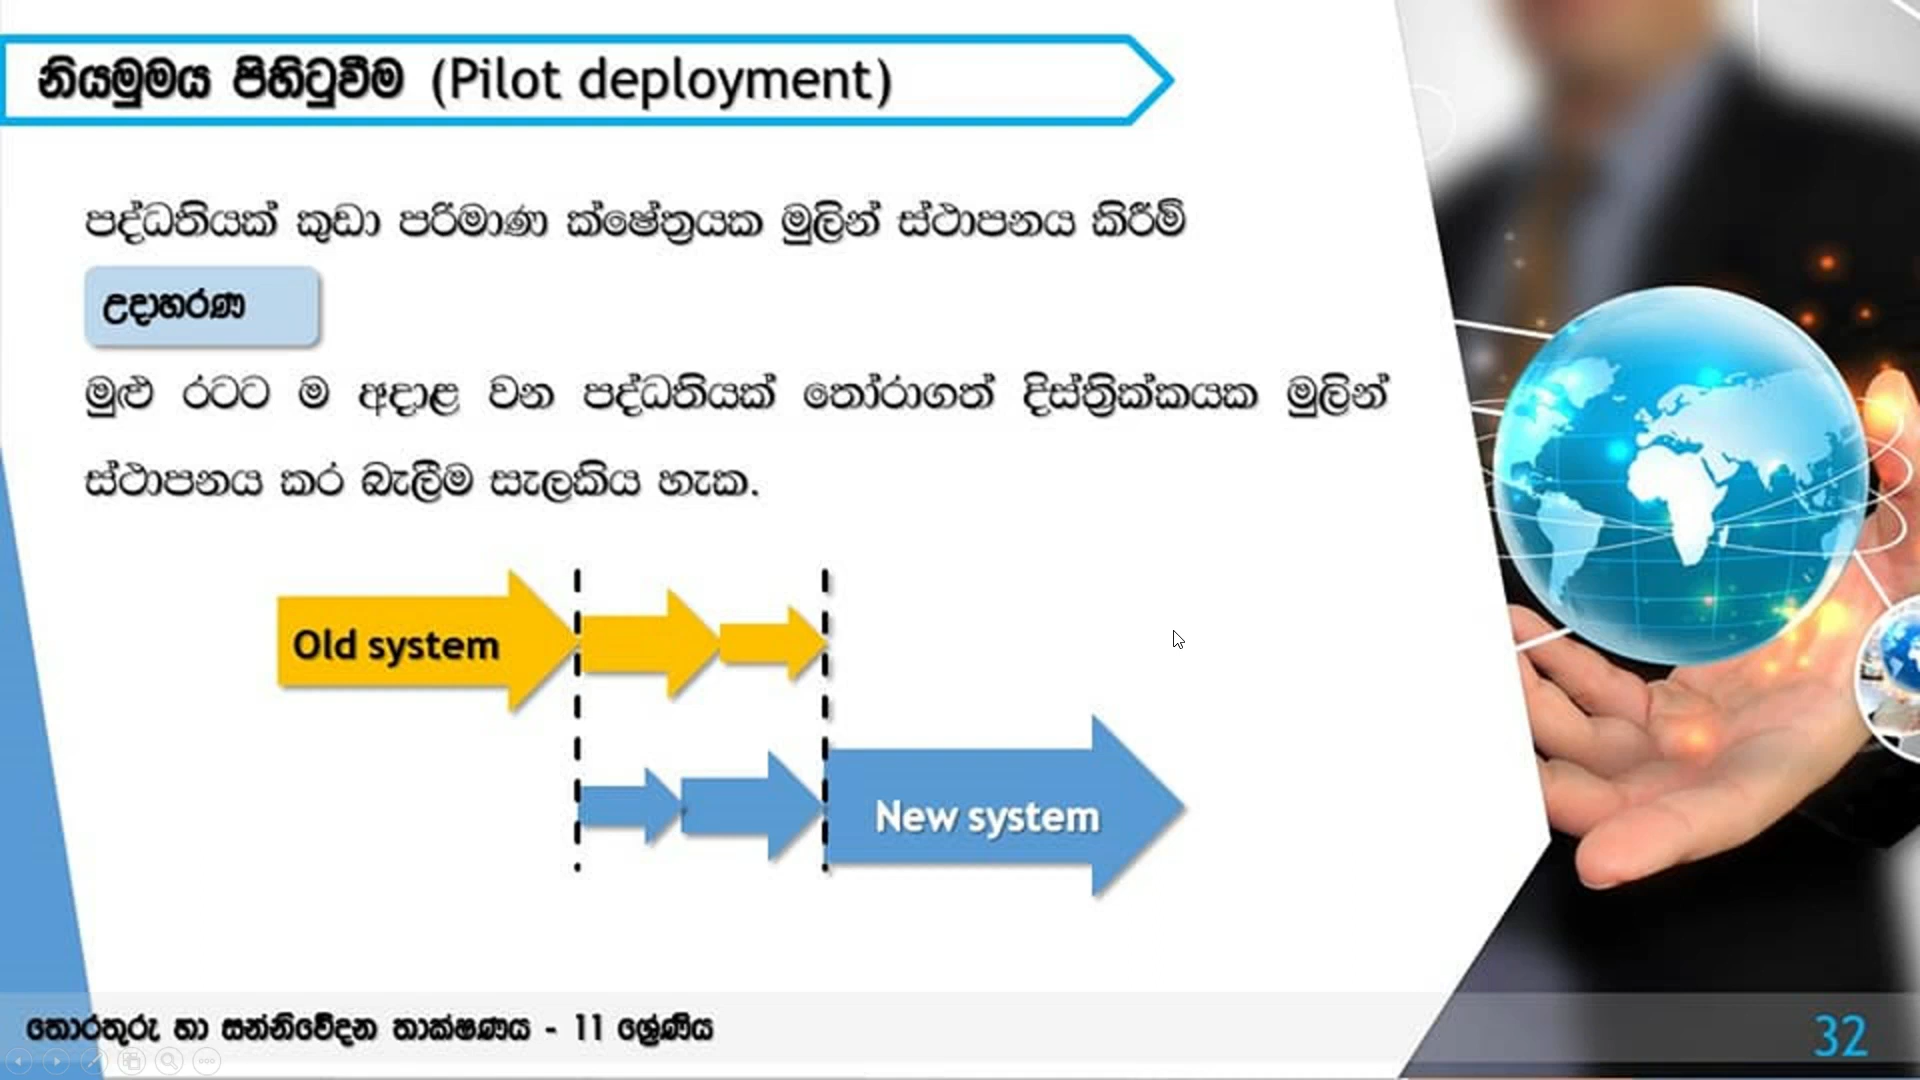 නියමුමය පිහිටුවීම (Pilot deployment)
පද්ධතියක් කුඩා පරිමාණ ක්ෂේත්‍රයක මුලින් ස්ථාපනය කිරීම්
උදාහරණ
මුළු රටට ම අදාළ වන පද්ධතියක් තෝරාගත් දිස්ත්‍රික්කයක මුලින්
ස්ථාපනය කර බැලීම සැලකිය හැක.
Old system
New system
තොරතුරු හා සන්නිවේදන තාක්ෂණය - 11 ශ්‍රේණිය
32